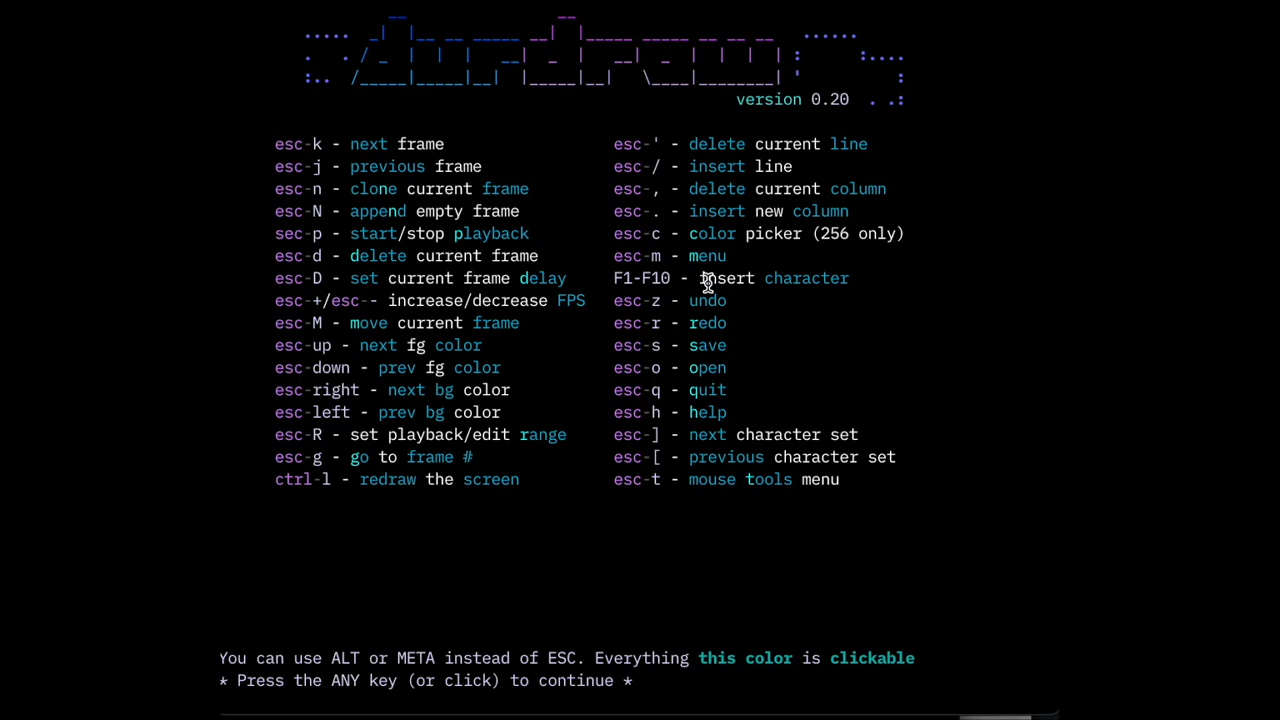 durdraw
version 0.20
esc-k - next frame
esc-j - previous frame
esc-n - clone current frame
esc-N - append empty frame
sec-p - start/stop playback
esc-d - delete current frame
esc-D - set current frame delay
esc-+/esc-- increase/decrease FPS
esc-M - move current frame
esc-up - next fg color
esc-down - prev fg color
esc-right - next bg color
esc-left - prev bg color
esc-R - set playback/edit range
esc-g - go to frame #
ctrl-l - redraw the screen
esc-' - delete current line
esc-/ - insert line
esc-, - delete current column
esc-. - insert new column
esc-c - color picker (256 only)
esc-m - menu
F1-F10 - insert character
esc-z - undo
esc-r - redo
esc-s - save
esc-o - open
esc-q - quit
esc-h - help
esc-] - next character set
esc-[ - previous character set
esc-t - mouse tools menu
You can use ALT or META instead of ESC. Everything this color is clickable
* Press the ANY key (or click) to continue *